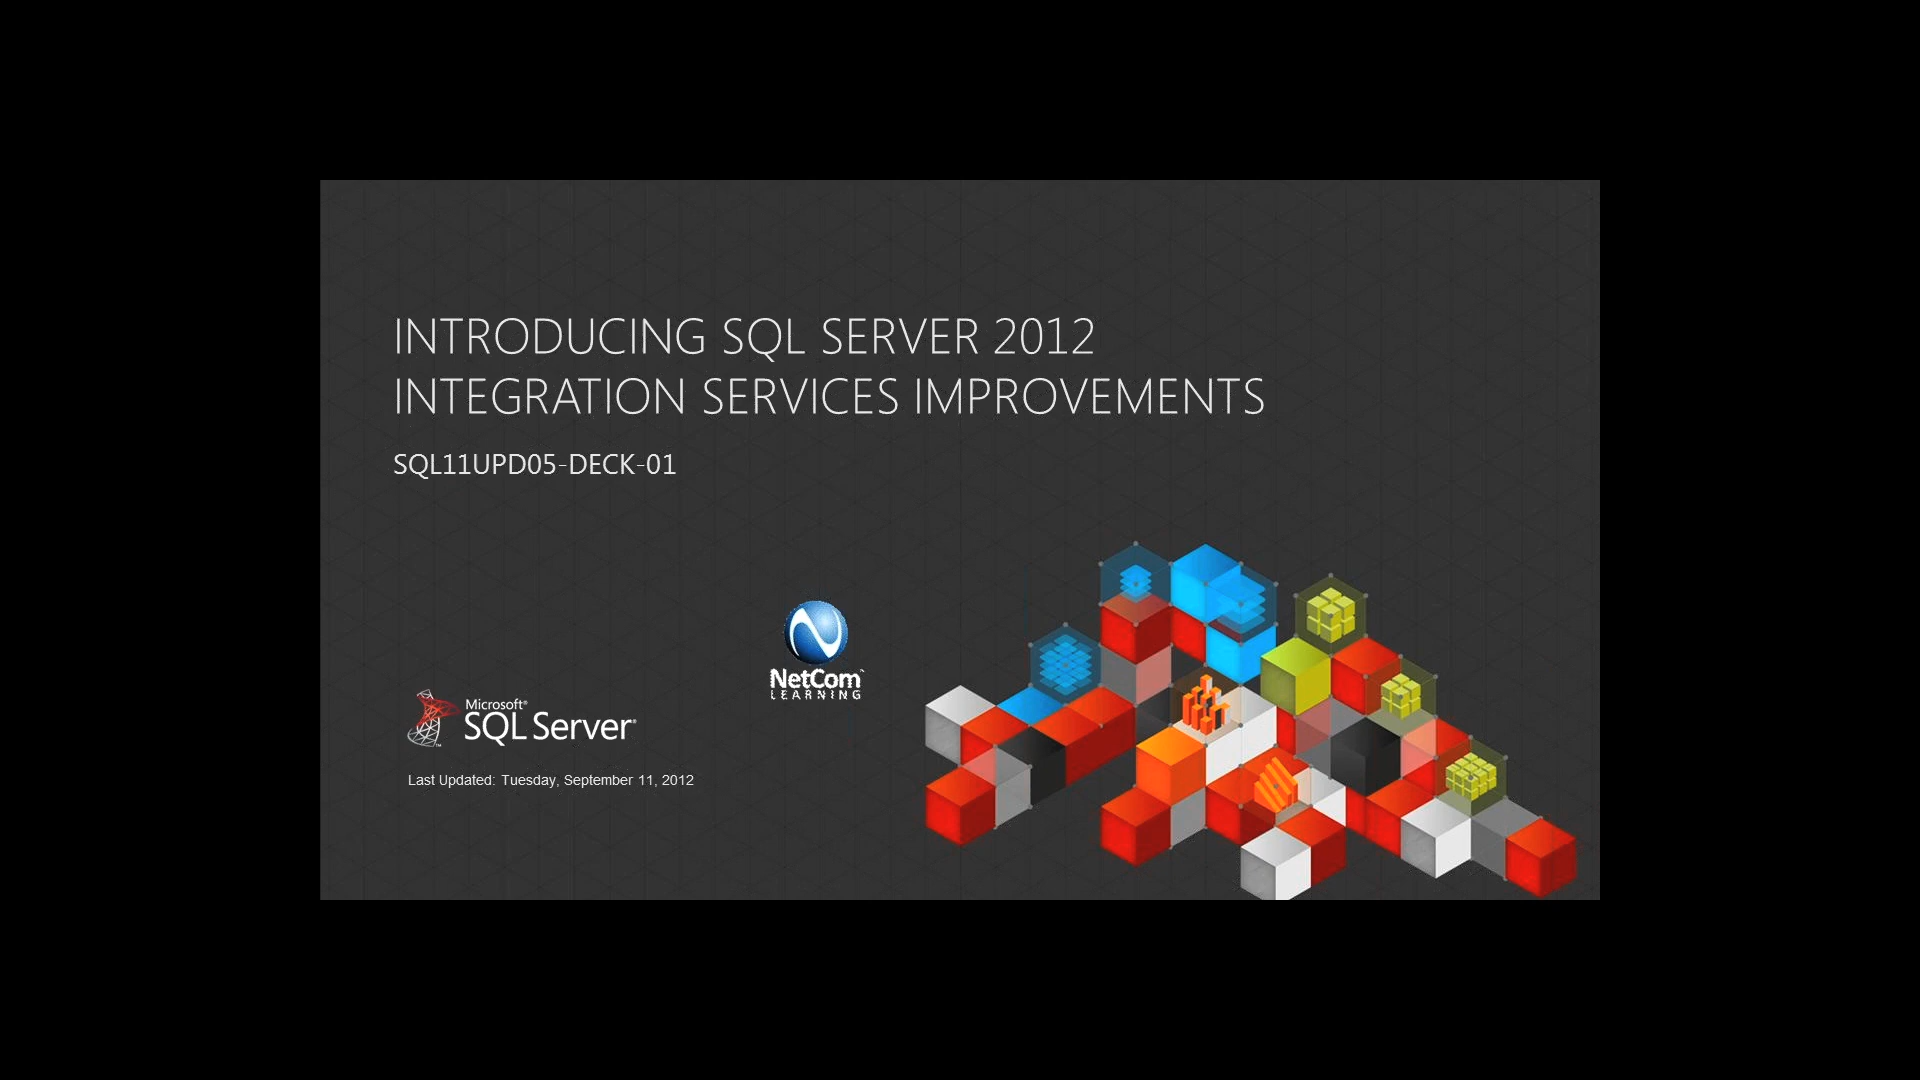 INTRODUCING SQL SERVER 2012
INTEGRATION SERVICES IMPROVEMENTS
SQL11UPD05-DECK-01
NetCom™
LEARNING
Microsoft®
SQL Server®
Last Updated: Tuesday, September 11, 2012